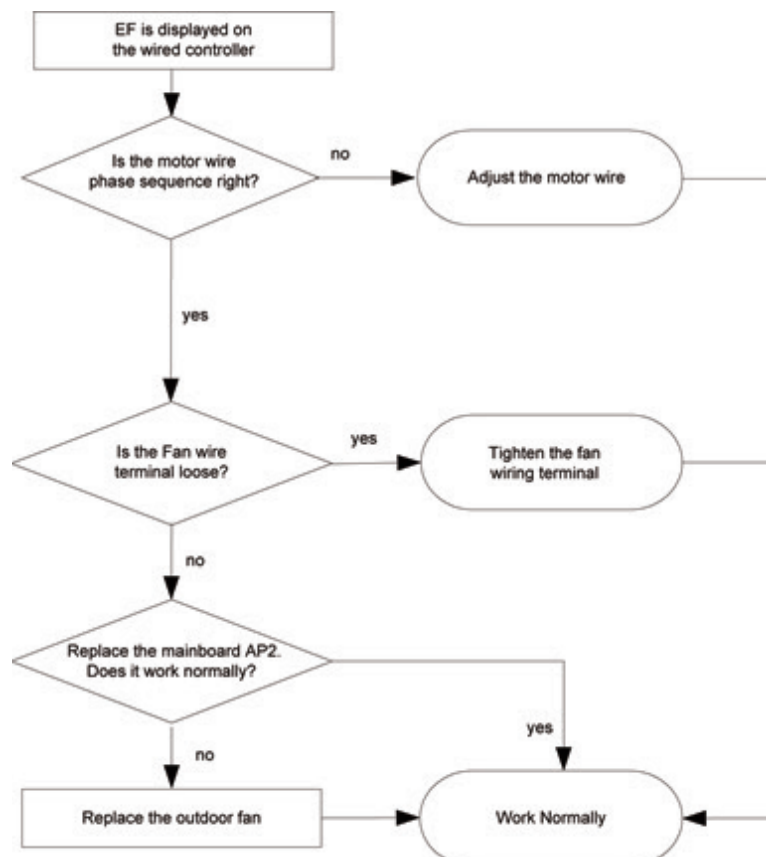 EF is displayed on
the wired controller
Is the motor wire
phase sequence right?
no
Adjust the motor wire
yes
Is the Fan wire
terminal loose?
yes
Tighten the fan
wiring terminal
no
Replace the mainboard AP2.
Does it work normally?
yes
no
Replace the outdoor fan
Work Normally